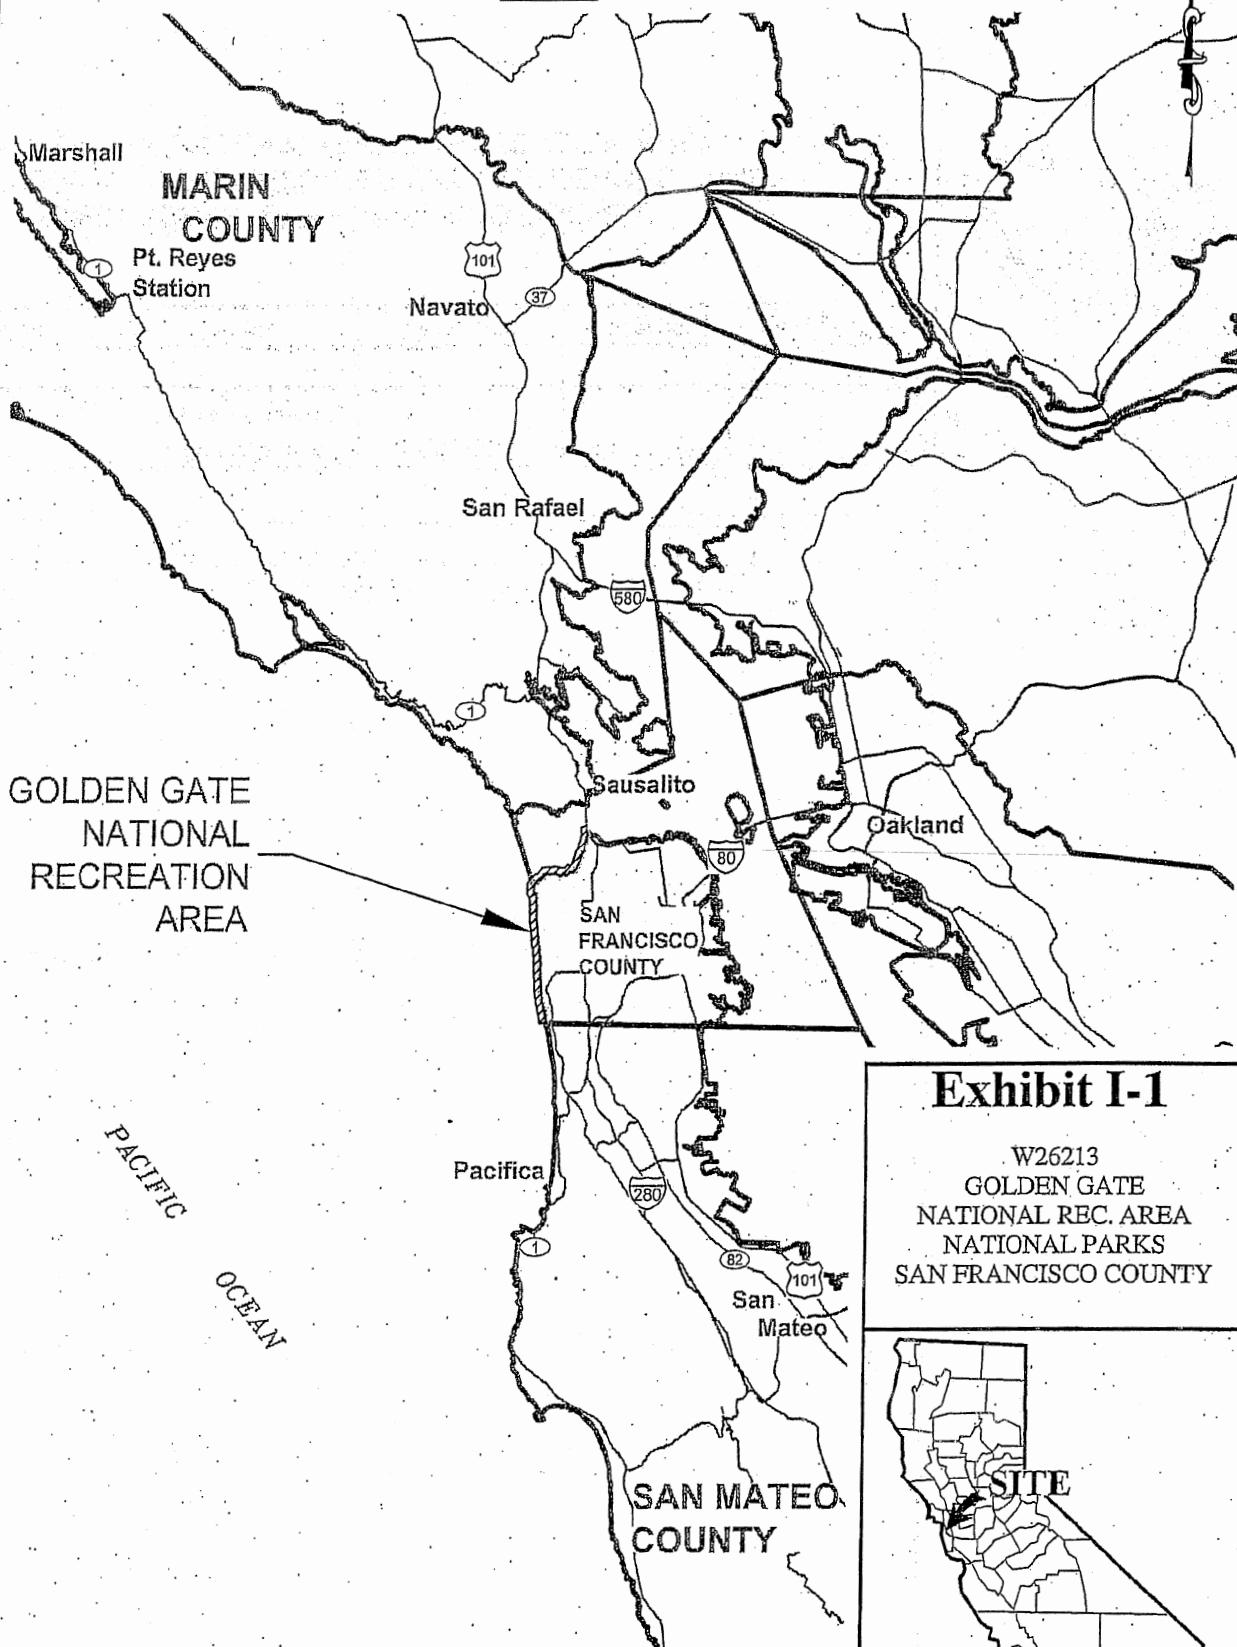 Marshall
MARIN
COUNTY
Pt. Reyes
Station
1
101
Navato
37
San Rafael
580
1
GOLDEN GATE
NATIONAL
RECREATION
AREA
Sausalito
Oakland
80
SAN
FRANCISCO
COUNTY
PACIFIC
OCEAN
Pacifica
280
1
82
101
San
Mateo
SAN MATEO
COUNTY
Exhibit I-1
W26213
GOLDEN GATE
NATIONAL REC. AREA
NATIONAL PARKS
SAN FRANCISCO COUNTY
SITE